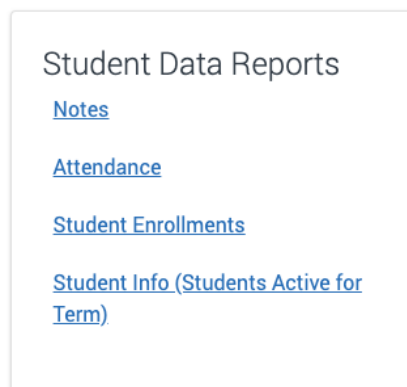 Student Data Reports
Notes
Attendance
Student Enrollments
Student Info (Students Active for
Term)